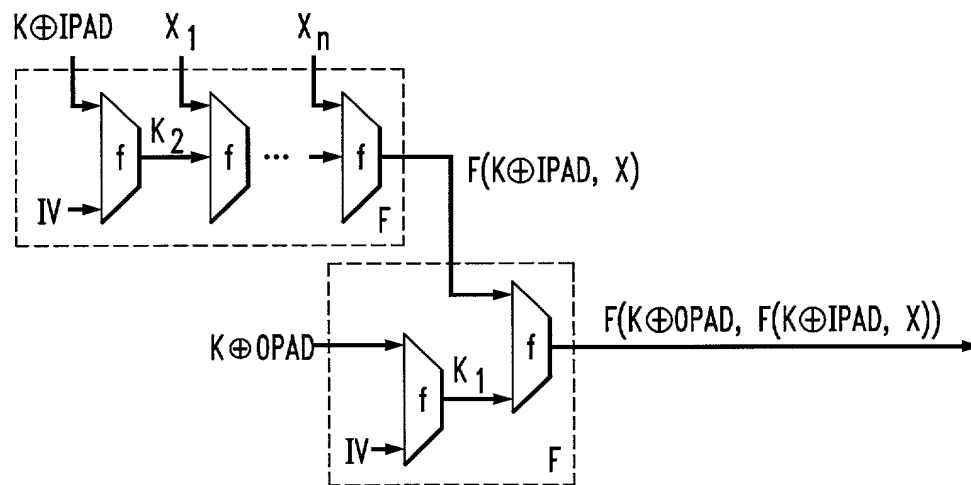 K⊕IPAD X₁ Xₙ
f K₂ f ••• f
IV
F
F(K⊕IPAD, X)
F(K⊕OPAD, F(K⊕IPAD, X))
K⊕OPAD
f K₁ f
IV
F